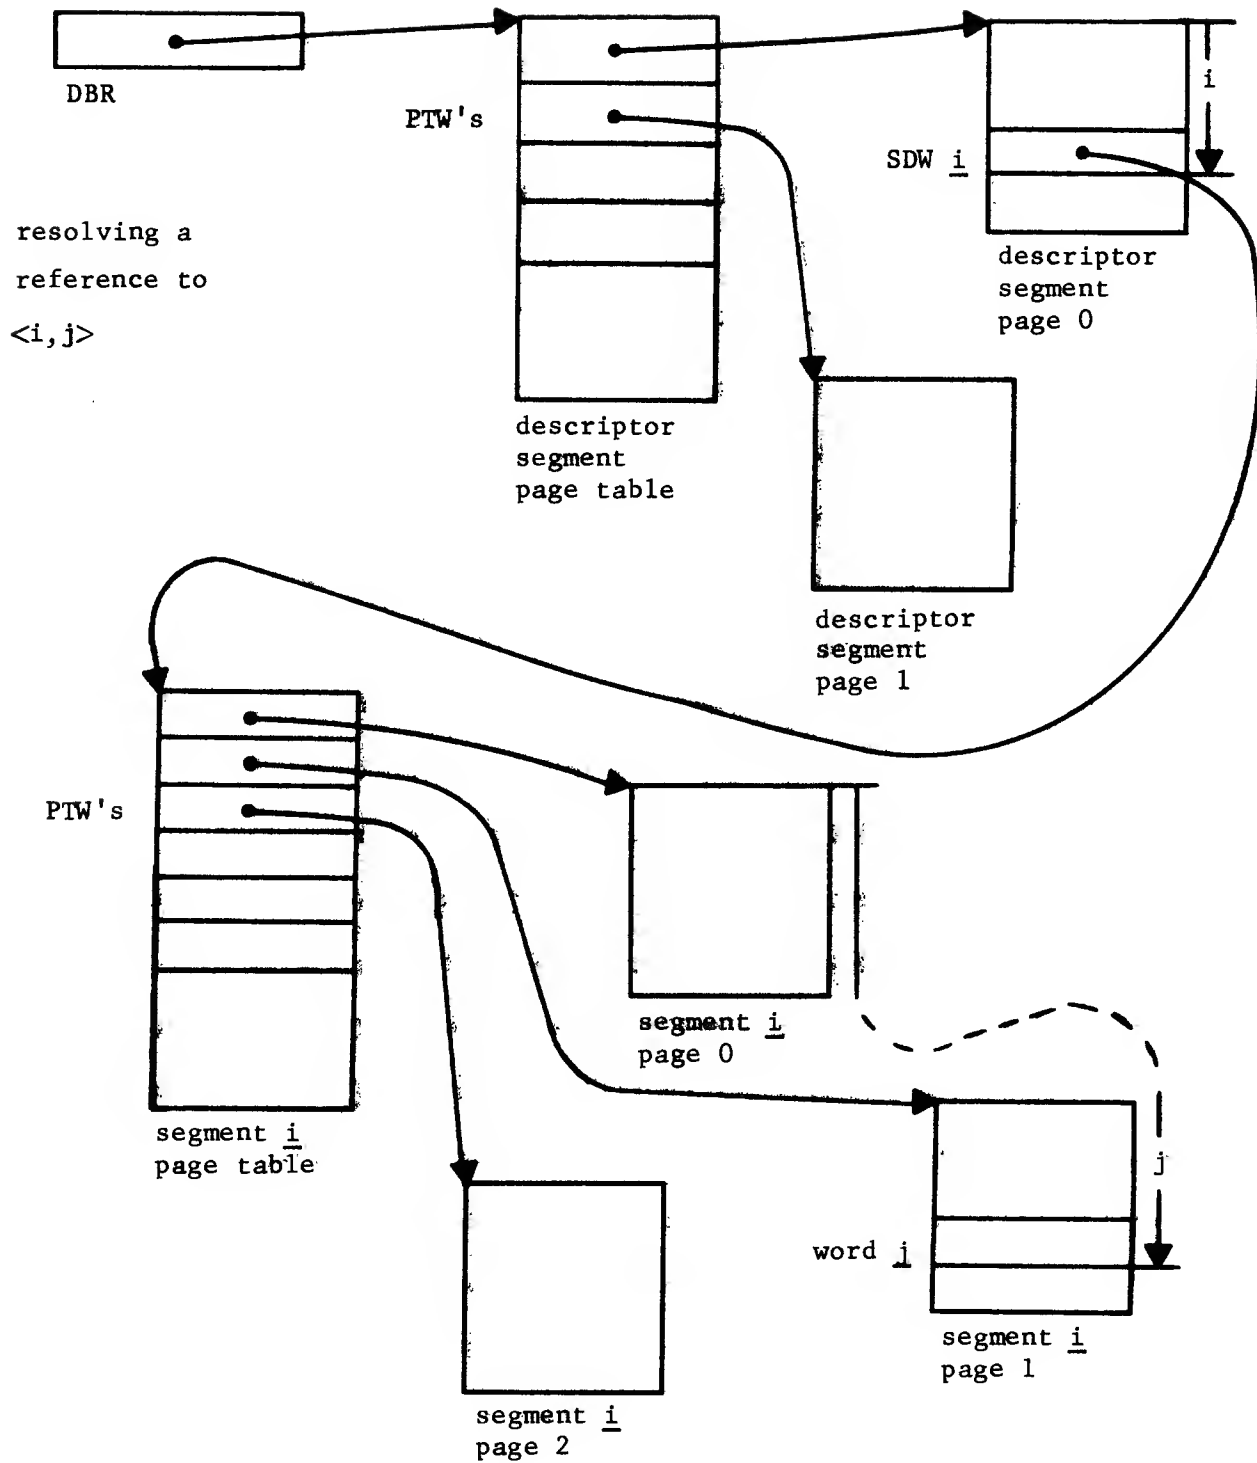 DBR
PTW's
SDW i
i
resolving a
reference to
<i,j>
descriptor
segment
page 0
descriptor
segment
page table
descriptor
segment
page 1
PTW's
segment i
page 0
segment i
page table
j
word j
segment i
page 1
segment i
page 2